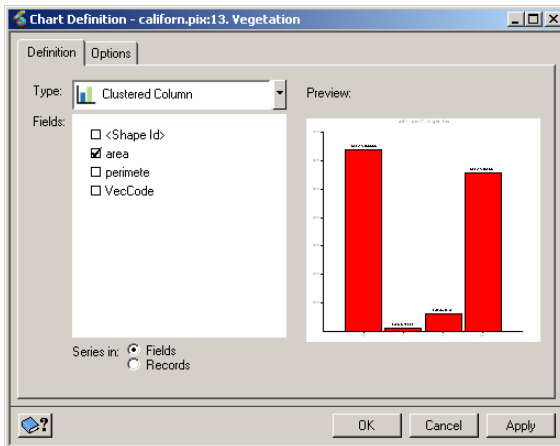 Chart Definition - californ.pix:13. Vegetation
Definition
Options
Type:
Clustered Column
Preview:
Fields:
<Shape Id>
area
perimete
VecCode
Series in:
Fields
Records
OK
Cancel
Apply